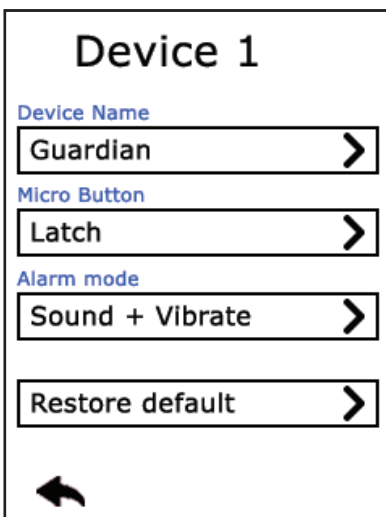 Device 1
Device Name
Guardian
Micro Button
Latch
Alarm mode
Sound + Vibrate
Restore default